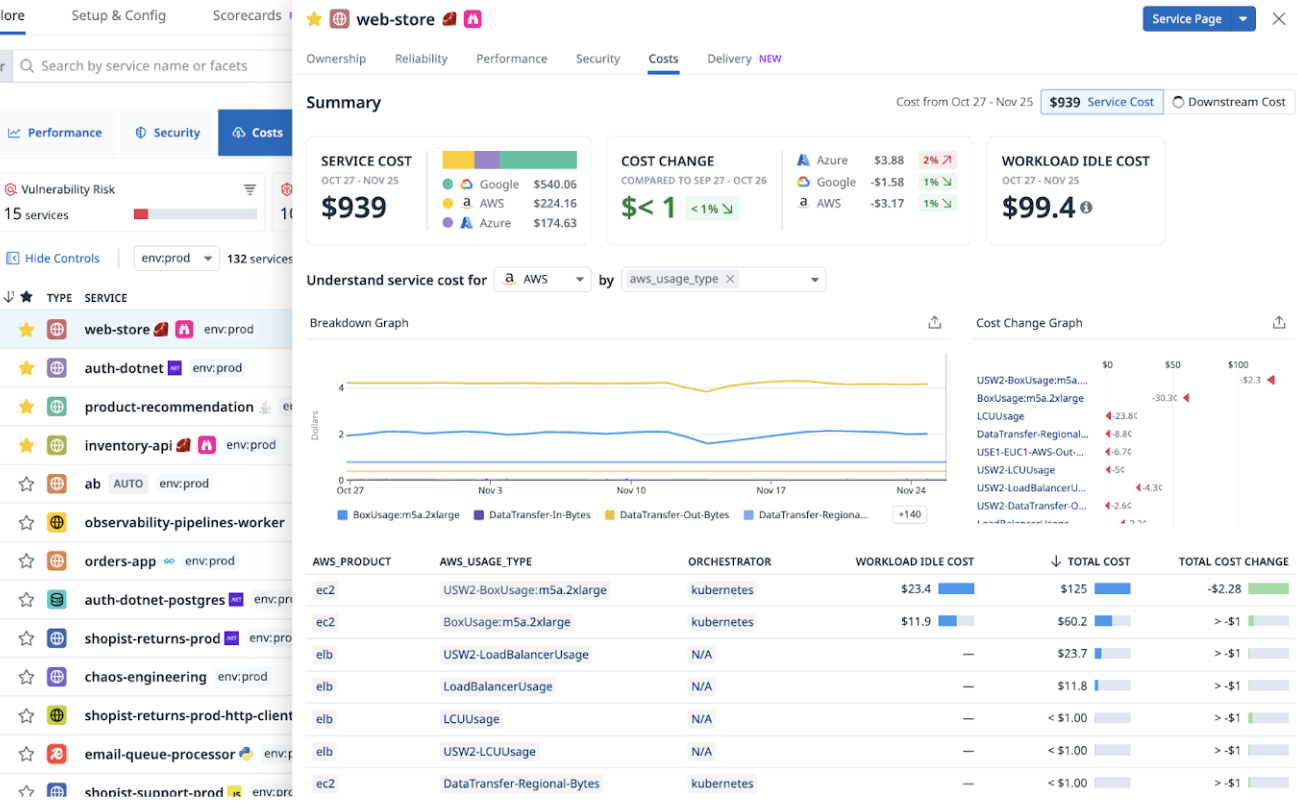 lore Setup & Config Scorecards
Search by service name or facets
Performance Security Costs
Vulnerability Risk
15 services
Hide Controls env:prod 132 services
TYPE SERVICE
web-store env:prod
auth-dotnet .NET env:prod
product-recommendation
inventory-api env:prod
ab AUTO env:prod
observability-pipelines-worker
orders-app env:prod
auth-dotnet-postgres .NET env:pr
shopist-returns-prod .NET env:pro
chaos-engineering env:prod
shopist-returns-prod-http-client
email-queue-processor env:p
shopist-support-prod JS env:pro
web-store Service Page
Ownership Reliability Performance Security Costs Delivery NEW
Summary Cost from Oct 27 - Nov 25 $939 Service Cost Downstream Cost
SERVICE COST
OCT 27 - NOV 25
$939
Google $540.06
AWS $224.16
Azure $174.63
COST CHANGE
COMPARED TO SEP 27 - OCT 26
$< 1 < 1%
Azure $3.88 2%
Google -$1.58 1%
AWS -$3.17 1%
WORKLOAD IDLE COST
OCT 27 - NOV 25
$99.4
Understand service cost for AWS by aws_usage_type
Breakdown Graph
4
2
0
Dollars
Oct 27 Nov 3 Nov 10 Nov 17 Nov 24
BoxUsage:m5a.2xlarge DataTransfer-In-Bytes DataTransfer-Out-Bytes DataTransfer-Regiona... +140
Cost Change Graph
$0 $50 $100
USW2-BoxUsage:m5a.... -$2.3
BoxUsage:m5a.2xlarge -30.3¢
LCUUsage -23.8¢
DataTransfer-Regional... -8.8¢
USE1-EUC1-AWS-Out-... -6.7¢
USW2-LCUUsage -5¢
USW2-LoadBalancerU... -4.3¢
USW2-DataTransfer-O... -2.6¢
LoadBalancerUsage
AWS_PRODUCT AWS_USAGE_TYPE ORCHESTRATOR WORKLOAD IDLE COST TOTAL COST TOTAL COST CHANGE
ec2 USW2-BoxUsage:m5a.2xlarge kubernetes $23.4 $125 -$2.28
ec2 BoxUsage:m5a.2xlarge kubernetes $11.9 $60.2 > -$1
elb USW2-LoadBalancerUsage N/A — $23.7 > -$1
elb LoadBalancerUsage N/A — $11.8 > -$1
elb LCUUsage N/A — < $1.00 > -$1
elb USW2-LCUUsage N/A — < $1.00 > -$1
ec2 DataTransfer-Regional-Bytes kubernetes — < $1.00 > -$1